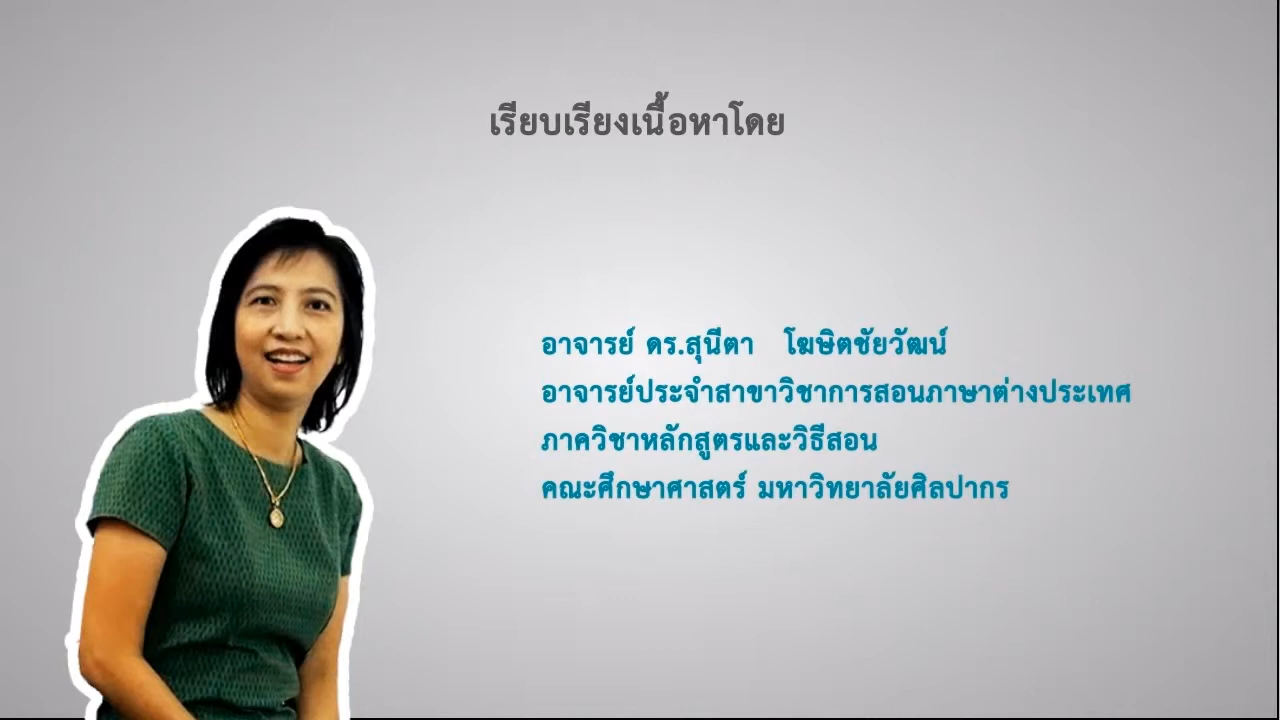 เรียบเรียงเนื้อหาโดย
อาจารย์ ดร.สุนีตา โฆษิตชัยวัฒน์
อาจารย์ประจำสาขาวิชาการสอนภาษาต่างประเทศ
ภาควิชาหลักสูตรและวิธีสอน
คณะศึกษาศาสตร์ มหาวิทยาลัยศิลปากร